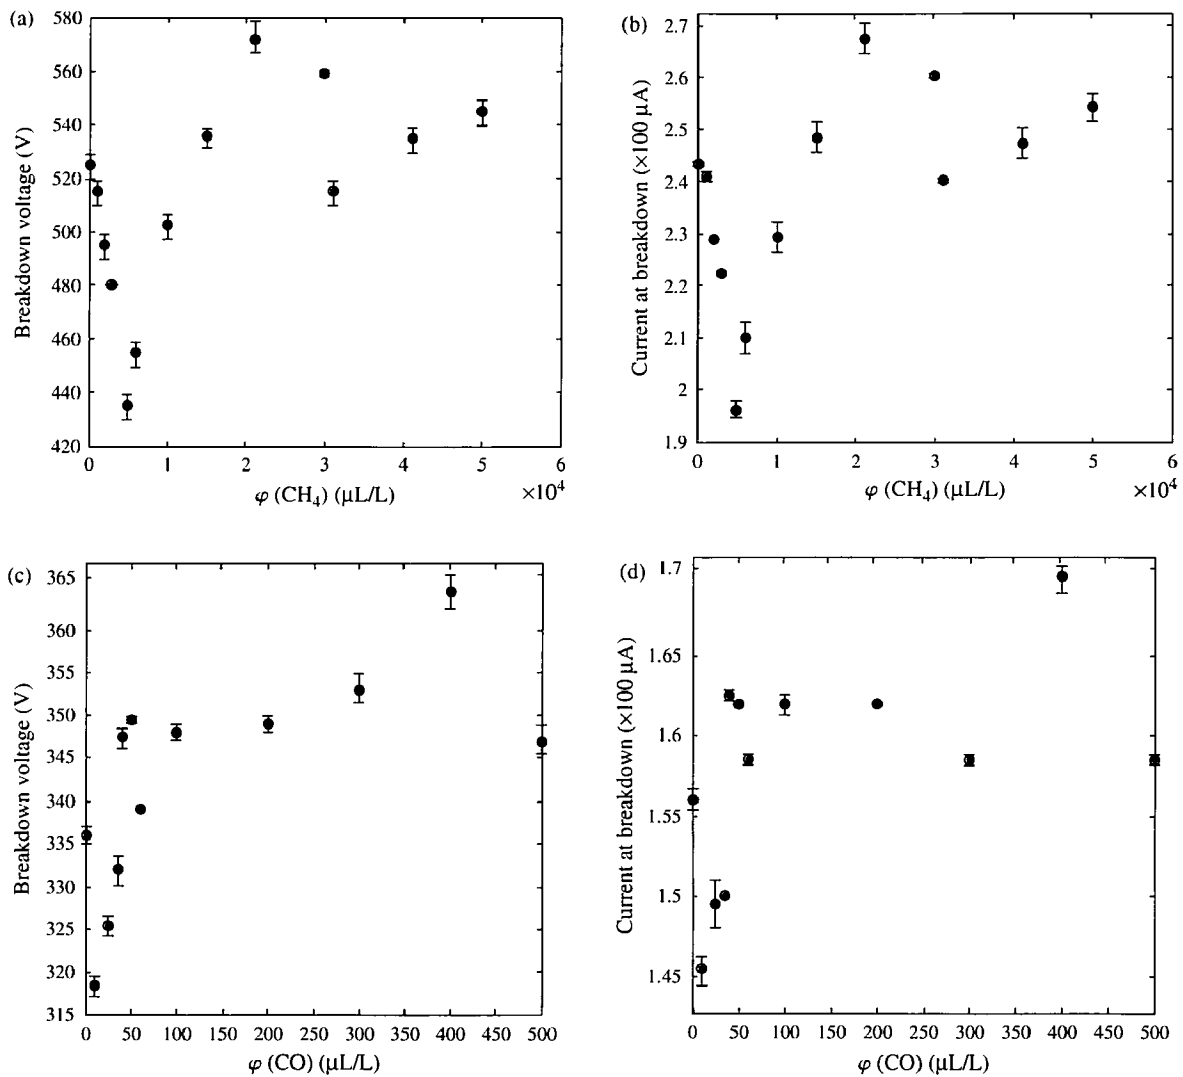 (a)
580
560
540
520
500
480
460
440
420
Breakdown voltage (V)
0 1 2 3 4 5 6
φ (CH₄) (μL/L) ×10⁴
(b)
2.7
2.6
2.5
2.4
2.3
2.2
2.1
2
1.9
Current at breakdown (×100 μA)
0 1 2 3 4 5 6
φ (CH₄) (μL/L) ×10⁴
(c)
365
360
355
350
345
340
335
330
325
320
315
Breakdown voltage (V)
0 50 100 150 200 250 300 350 400 450 500
φ (CO) (μL/L)
(d)
1.7
1.65
1.6
1.55
1.5
1.45
Current at breakdown (×100 μA)
0 50 100 150 200 250 300 350 400 450 500
φ (CO) (μL/L)